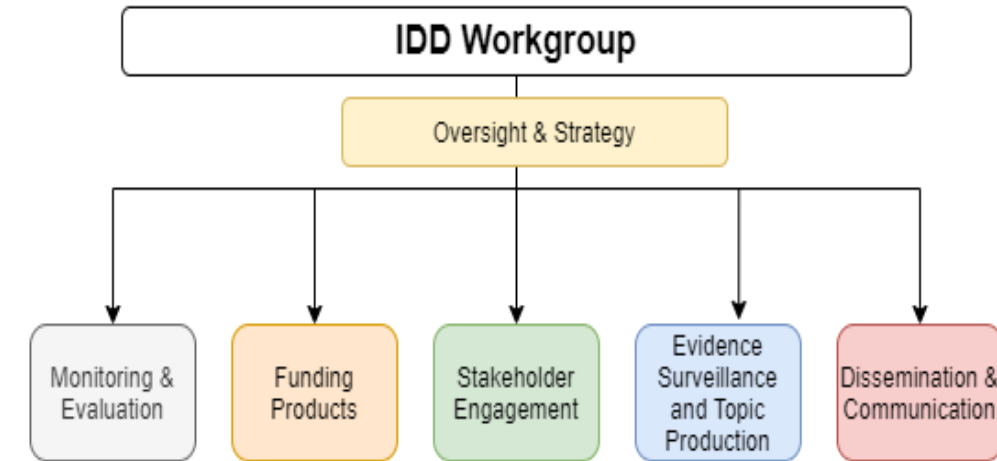 IDD Workgroup
Oversight & Strategy
Monitoring &
Evaluation
Funding
Products
Stakeholder
Engagement
Evidence
Surveillance
and Topic
Production
Dissemination &
Communication